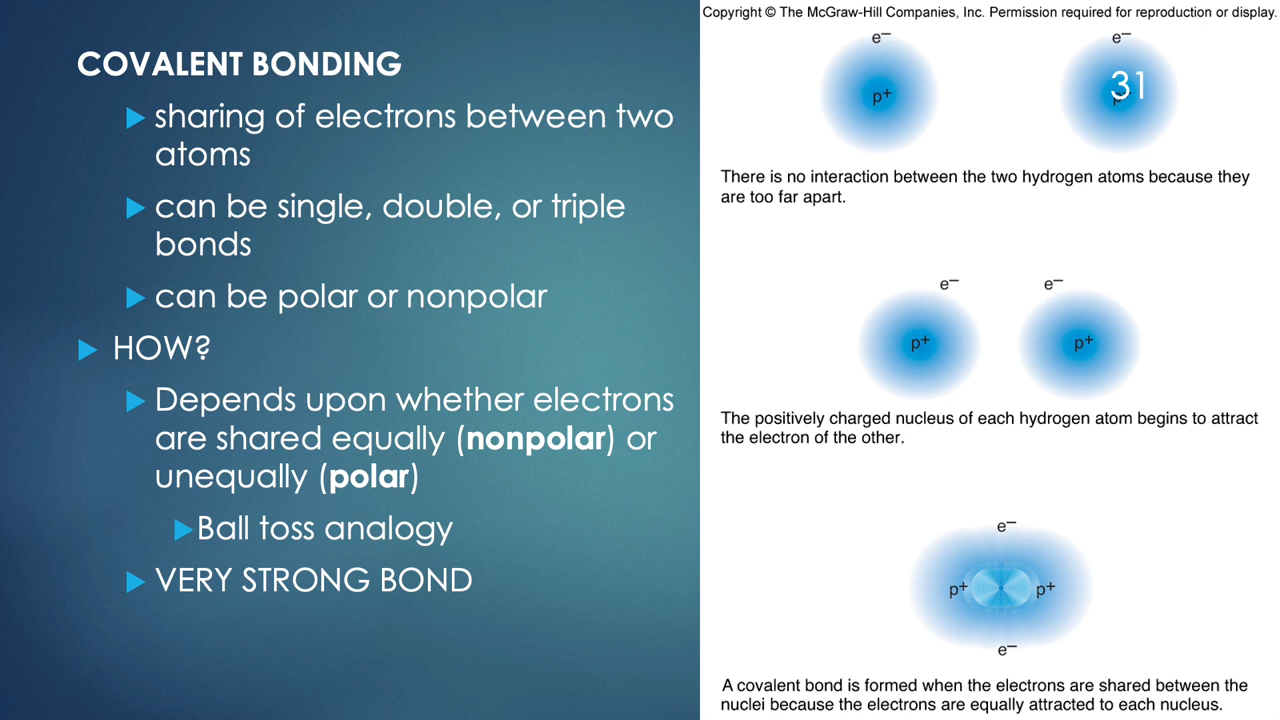 COVALENT BONDING
sharing of electrons between two
atoms
can be single, double, or triple
bonds
can be polar or nonpolar
HOW?
Depends upon whether electrons
are shared equally (nonpolar) or
unequally (polar)
Ball toss analogy
VERY STRONG BOND
Copyright © The McGraw-Hill Companies, Inc. Permission required for reproduction or display.
e– e–
p+ p+
31
There is no interaction between the two hydrogen atoms because they
are too far apart.
e– e–
p+ p+
The positively charged nucleus of each hydrogen atom begins to attract
the electron of the other.
e–
p+ p+
e–
A covalent bond is formed when the electrons are shared between the
nuclei because the electrons are equally attracted to each nucleus.